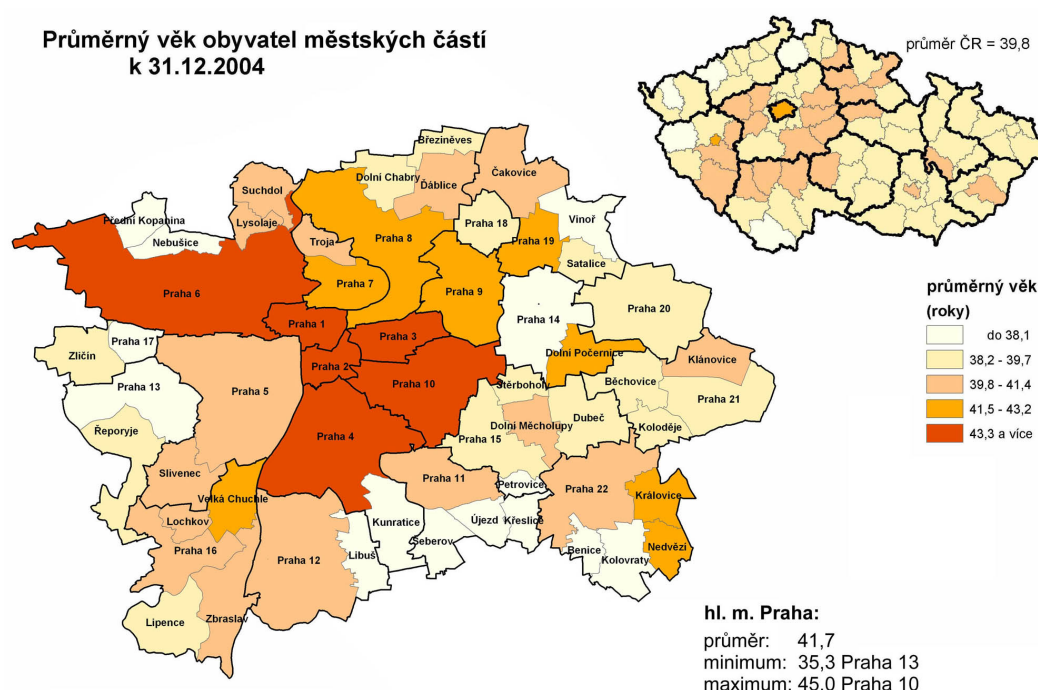 Průměrný věk obyvatel městských částí
k 31.12.2004
průměr ČR = 39,8
Březiněves
Dolní Chabry
Ďáblice
Čakovice
Suchdol
Lysolaje
Přední Kopanina
Nebušice
Troja
Praha 8
Praha 18
Vinoř
Praha 19
Satalice
Praha 6
Praha 7
Praha 9
Praha 14
Praha 20
Praha 1
Praha 3
Praha 17
Zličín
Praha 2
Dolní Počernice
Klánovice
Praha 13
Praha 5
Praha 10
Štěrboholy
Běchovice
Praha 21
Řeporyje
Praha 4
Dolní Měcholupy
Dubeč
Koloděje
Praha 15
Slivenec
Praha 11
Petrovice
Praha 22
Královice
Velká Chuchle
Lochkov
Kunratice
Újezd
Křeslice
Praha 16
Praha 12
Libuš
Šeberov
Benice
Kolovraty
Nedvězí
Lipence
Zbraslav
průměrný věk
(roky)
do 38,1
38,2 - 39,7
39,8 - 41,4
41,5 - 43,2
43,3 a více
hl. m. Praha:
průměr: 41,7
minimum: 35,3 Praha 13
maximum: 45,0 Praha 10